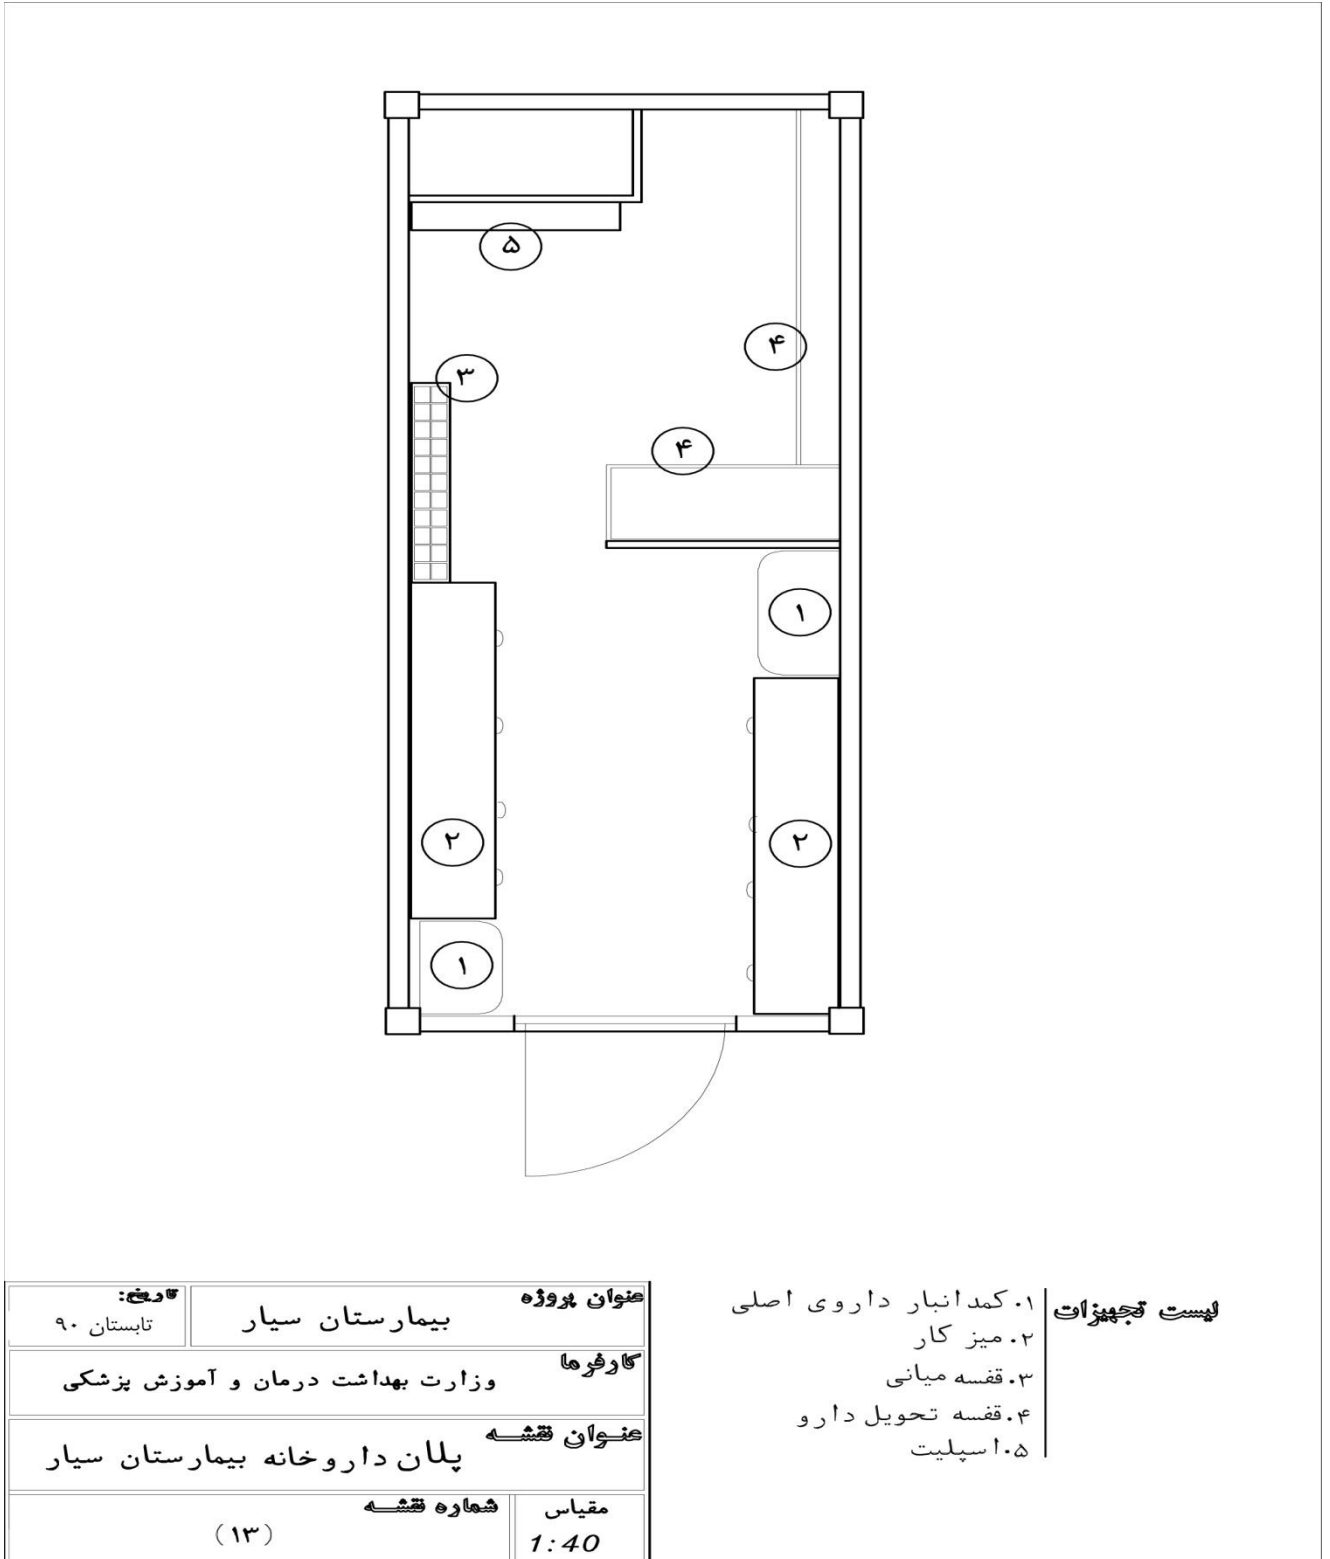 ۵
۴
۳
۴
۱
۲
۲
۱
لیست تجهیزات
۱. کمد انبار داروی اصلی
۲. میز کار
۳. قفسه میانی
۴. قفسه تحویل دارو
۵. اسپلیت
عنوان پروژه
بیمارستان سیار
تاریخ:
تابستان ۹۰
کارفرما
وزارت بهداشت درمان و آموزش پزشکی
عنوان نقشه
پلان داروخانه بیمارستان سیار
مقیاس
1:40
شماره نقشه
(۱۳)